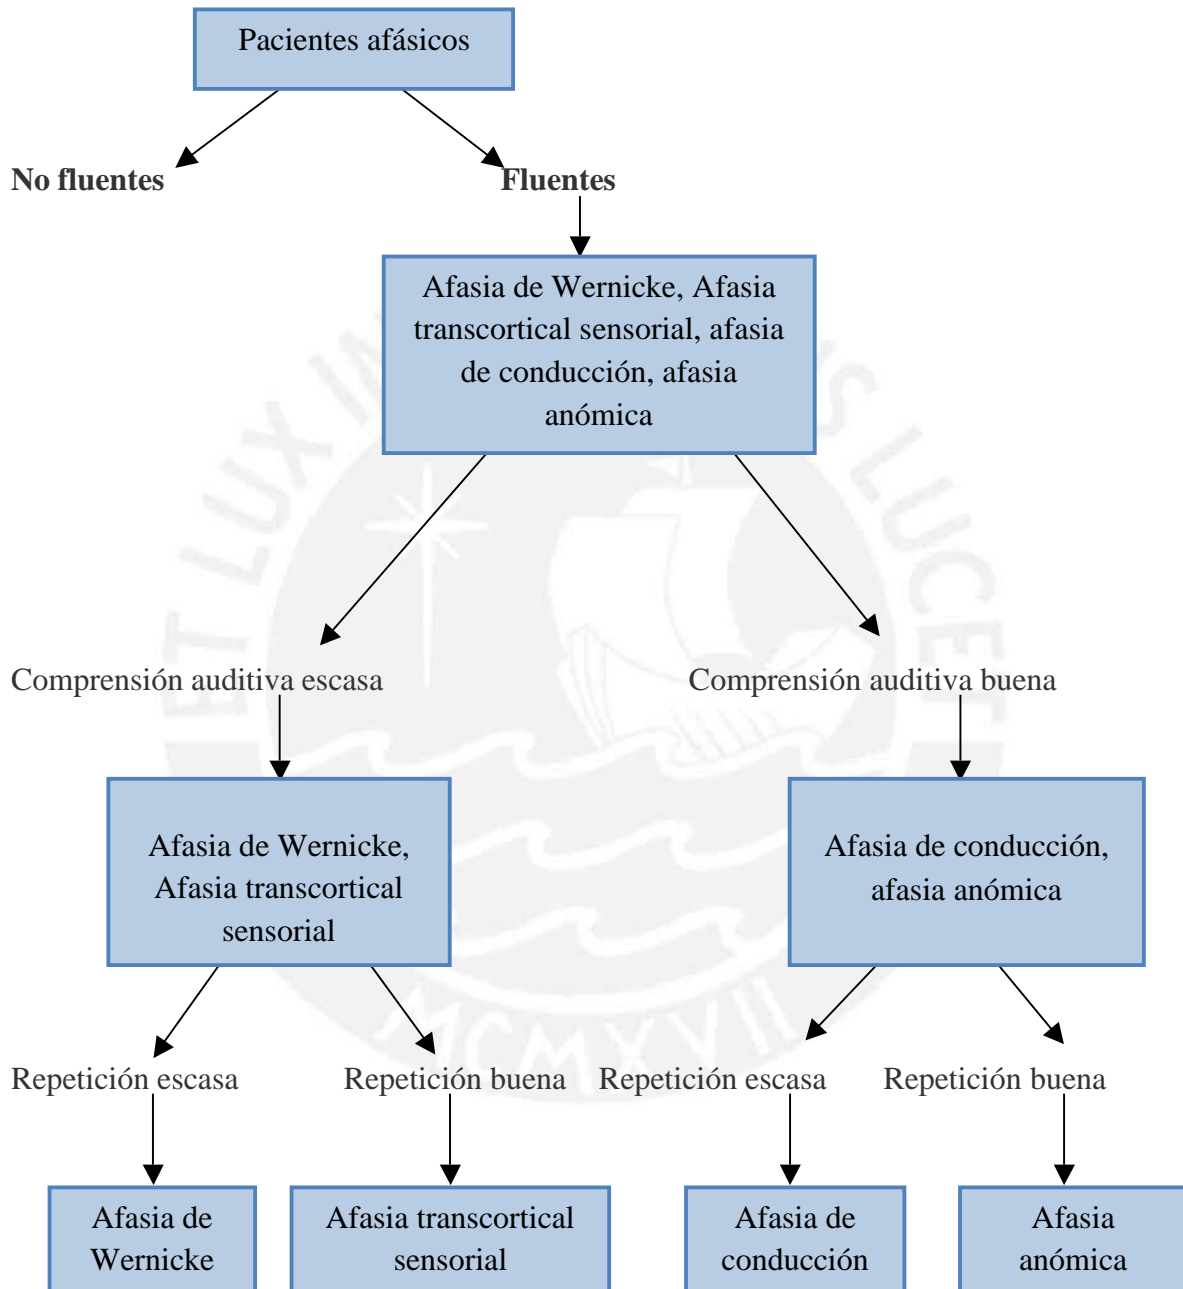 Pacientes afásicos
No fluentes
Fluentes
Afasia de Wernicke, Afasia
transcortical sensorial, afasia
de conducción, afasia
anómica
Comprensión auditiva escasa
Comprensión auditiva buena
Afasia de Wernicke,
Afasia transcortical
sensorial
Afasia de conducción,
afasia anómica
Repetición escasa
Repetición buena
Repetición escasa
Repetición buena
Afasia de
Wernicke
Afasia transcortical
sensorial
Afasia de
conducción
Afasia
anómica
MCMXVII